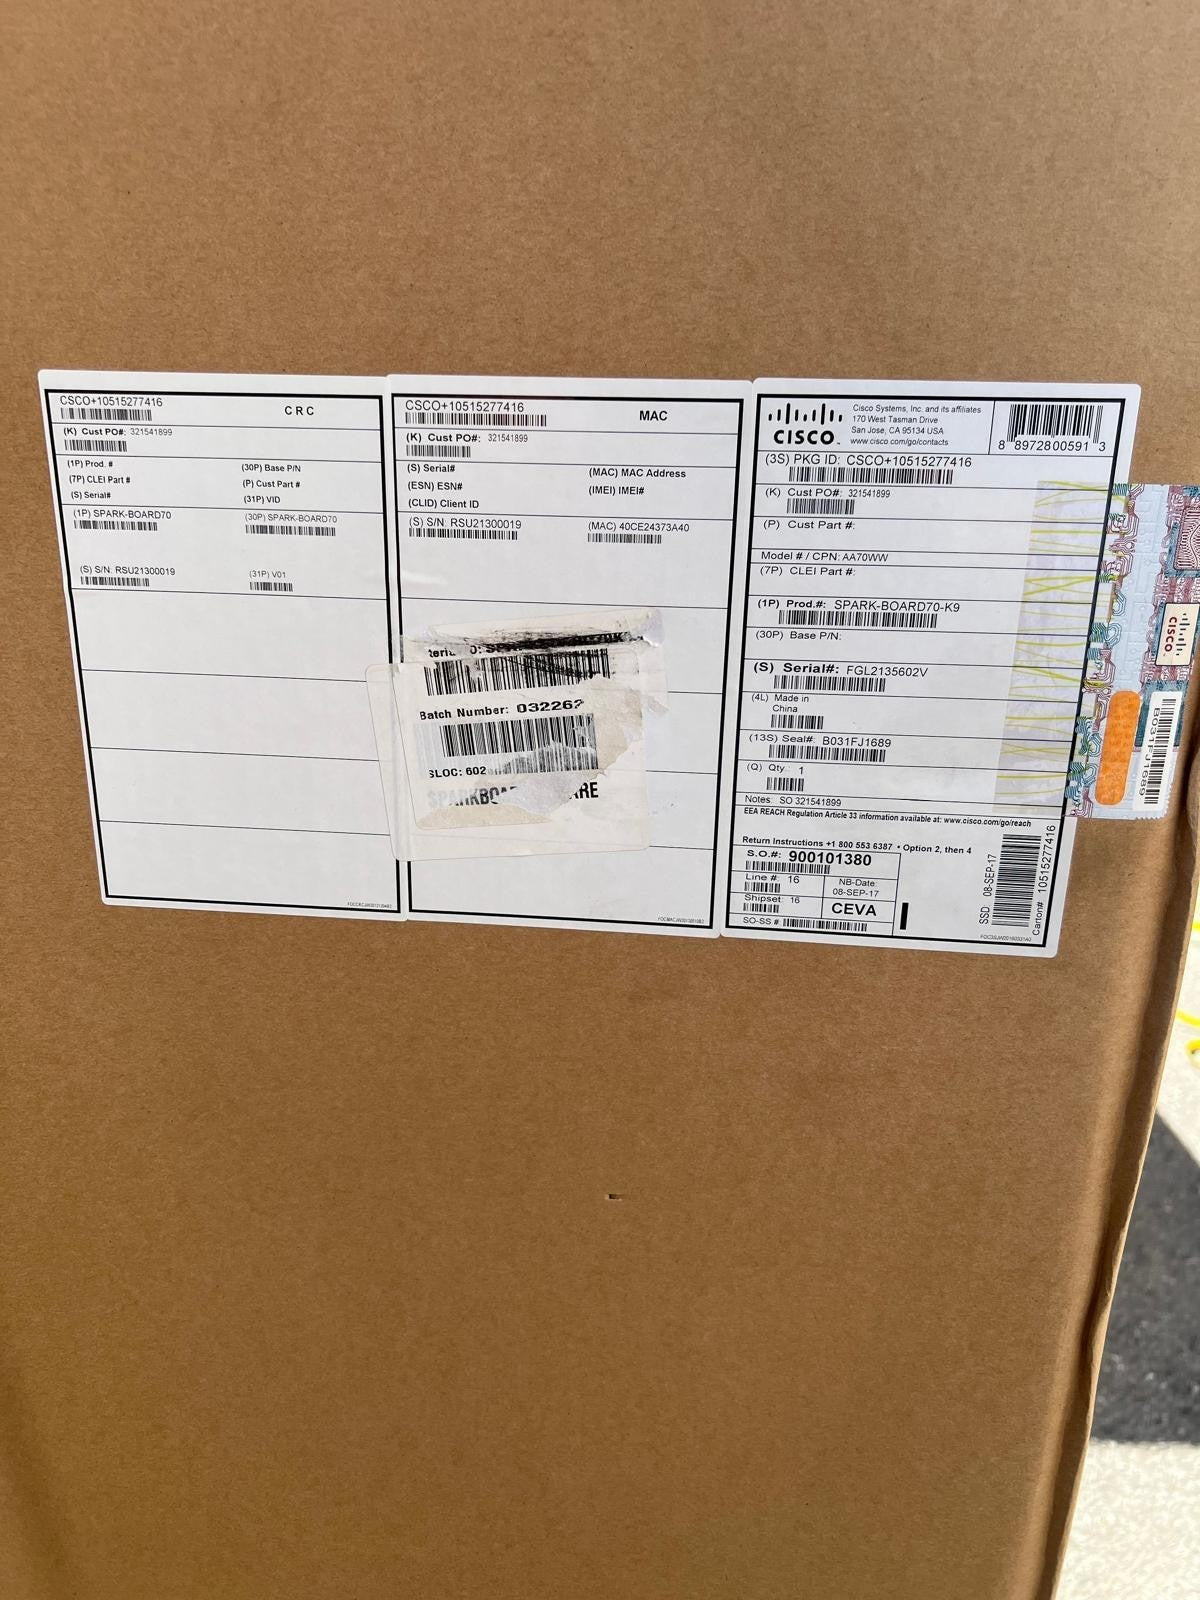 CSCO+10515277416
CRC
(K) Cust PO#: 321541899
(1P) Prod. #
(30P) Base P/N
(7P) CLEI Part #
(P) Cust Part #
(S) Serial#
(31P) VID
(1P) SPARK-BOARD70
(30P) SPARK-BOARD70
(S) S/N: RSU21300019
(31P) V01
CSCO+10515277416
MAC
(K) Cust PO#: 321541899
(S) Serial#
(MAC) MAC Address
(ESN) ESN#
(IMEI) IMEI#
(CLID) Client ID
(S) S/N: RSU21300019
(MAC) 40CE24373A40
Batch Number: 032262
SLOC: 602
CISCO
Cisco Systems, Inc. and its affiliates
170 West Tasman Drive
San Jose, CA 95134 USA
www.cisco.com/go/contacts
8 89728 00591 3
(3S) PKG ID: CSCO+10515277416
(K) Cust PO#: 321541899
(P) Cust Part #:
Model # / CPN: AA70WW
(7P) CLEI Part #:
(1P) Prod.#: SPARK-BOARD70-K9
(30P) Base P/N:
(S) Serial#: FGL2135602V
(4L) Made in
China
(13S) Seal#: B031FJ1689
(Q) Qty.: 1
Notes: SO 321541899
EEA REACH Regulation Article 33 information available at: www.cisco.com/go/reach
Return Instructions +1 800 553 6387 • Option 2, then 4
S.O.#: 900101380
Line #: 16
NB-Date:
08-SEP-17
Shipset: 16
CEVA
SO-SS #
SSD: 08-SEP-17
Carton# 10515277416
CISCO
B031FJ1689